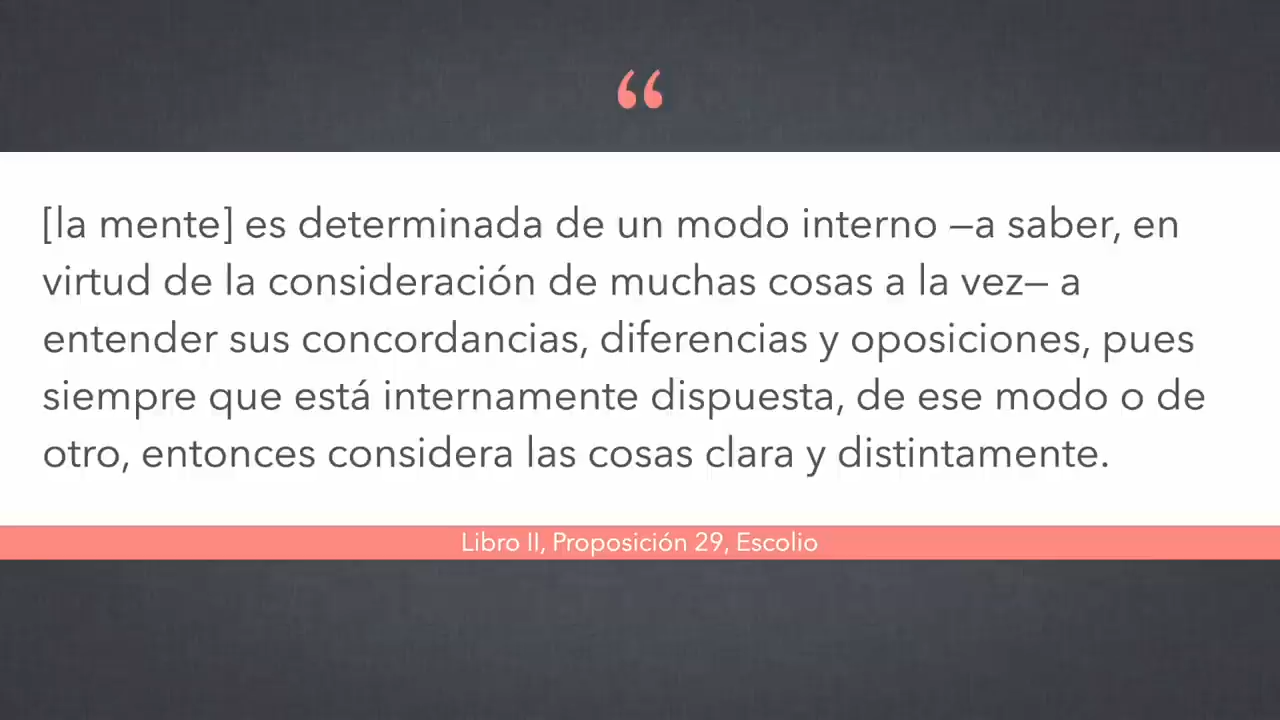 “
[la mente] es determinada de un modo interno —a saber, en
virtud de la consideración de muchas cosas a la vez— a
entender sus concordancias, diferencias y oposiciones, pues
siempre que está internamente dispuesta, de ese modo o de
otro, entonces considera las cosas clara y distintamente.
Libro II, Proposición 29, Escolio